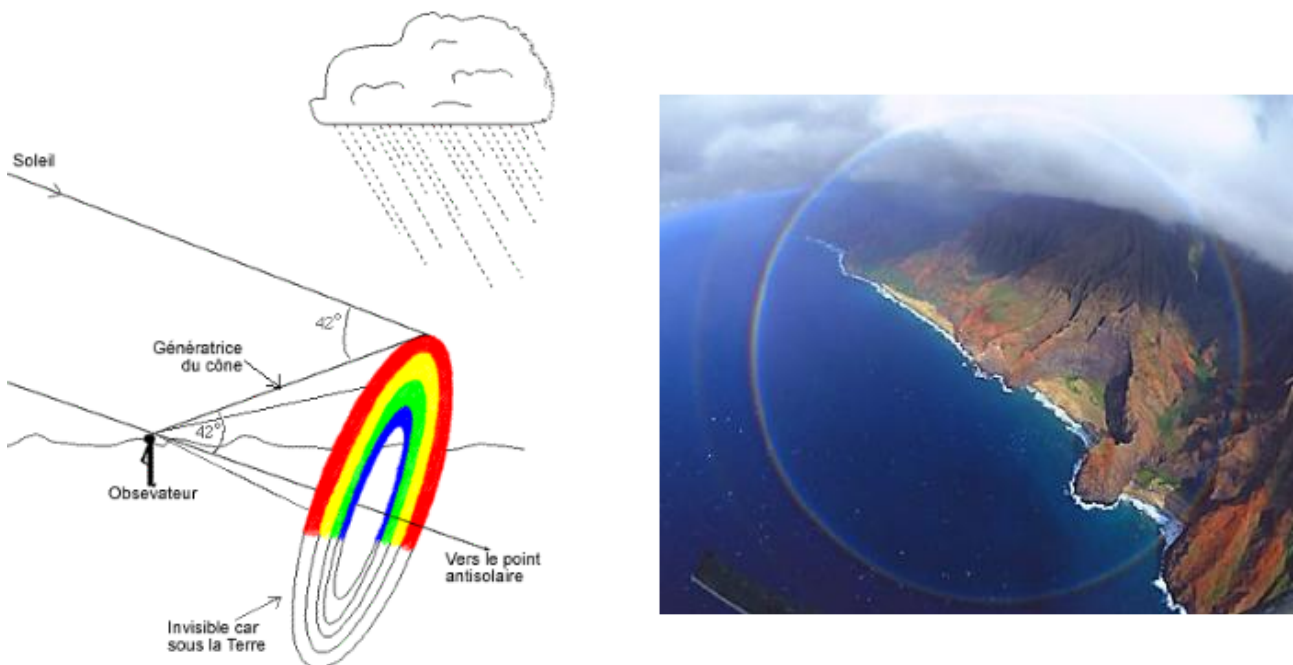 Soleil
42°
Génératrice
du cône
42°
Obsevateur
Vers le point
antisolaire
Invisible car
sous la Terre